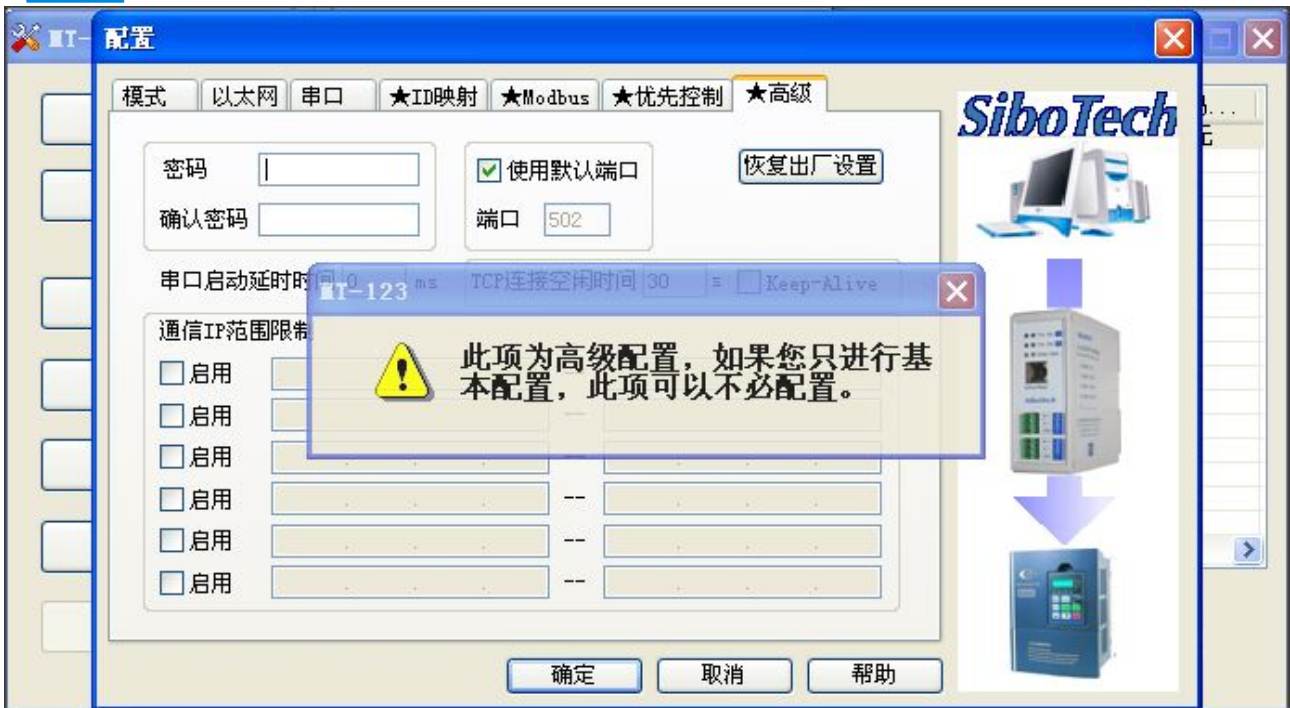 MT-
配置
模式
以太网
串口
★ID映射
★Modbus
★优先控制
★高级
SiboTech
密码
使用默认端口
恢复出厂设置
确认密码
端口 502
串口启动延时时间 0 ms
TCP连接空闲时间 30 s
Keep-Alive
MT-123
通信IP范围限制
此项为高级配置，如果您只进行基
本配置，此项可以不必配置。
启用
启用 --
启用 --
启用 --
启用 --
启用 --
确定
取消
帮助